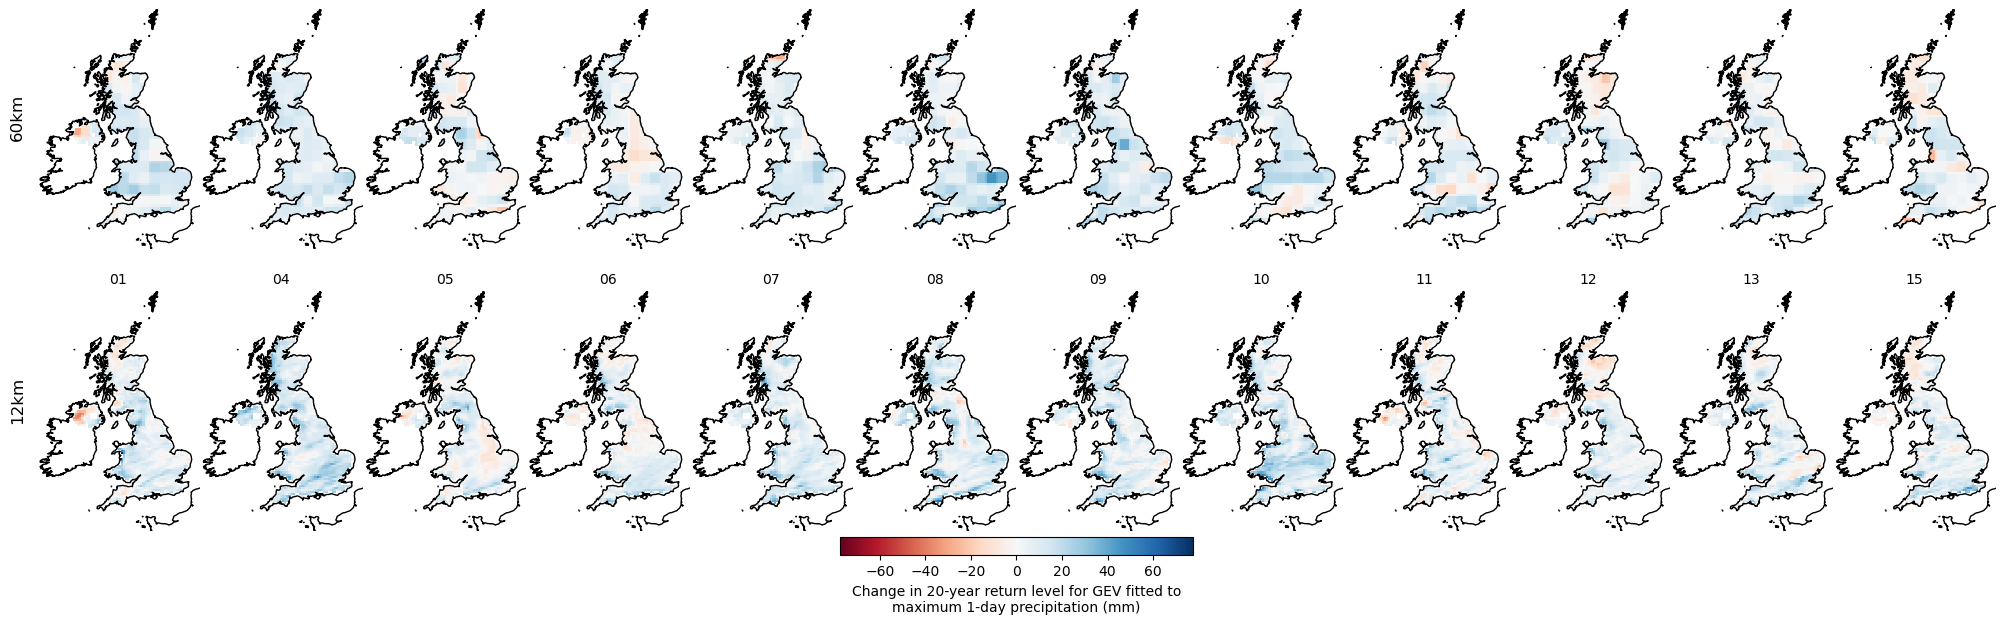 60km
01 04 05 06 07 08 09 10 11 12 13 15
12km
−60 −40 −20 0 20 40 60
Change in 20-year return level for GEV fitted to
maximum 1-day precipitation (mm)